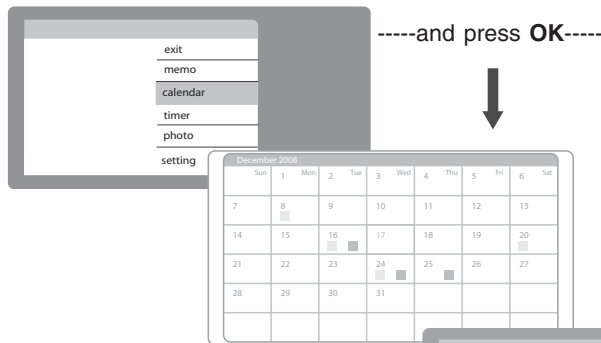 -----and press OK-----
exit
memo
calendar
timer
photo
setting
December 2008
Sun 1 Mon 2 Tue 3 Wed 4 Thu 5 Fri 6 Sat
7 8 9 10 11 12 13
14 15 16 17 18 19 20
21 22 23 24 25 26 27
28 29 30 31